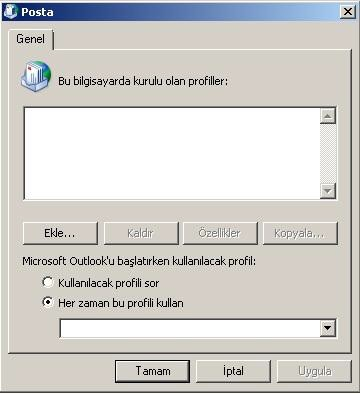 Posta
Genel
Bu bilgisayarda kurulu olan profiller:
Ekle... Kaldır Özellikler Kopyala...
Microsoft Outlook'u başlatırken kullanılacak profil:
Kullanılacak profili sor
Her zaman bu profili kullan
Tamam İptal Uygula